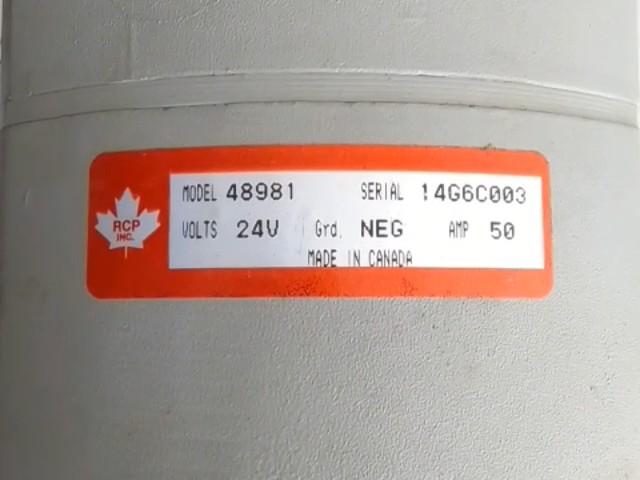 RCP
INC.
MODEL 48981 SERIAL 14G6C003
VOLTS 24V Grd. NEG AMP 50
MADE IN CANADA